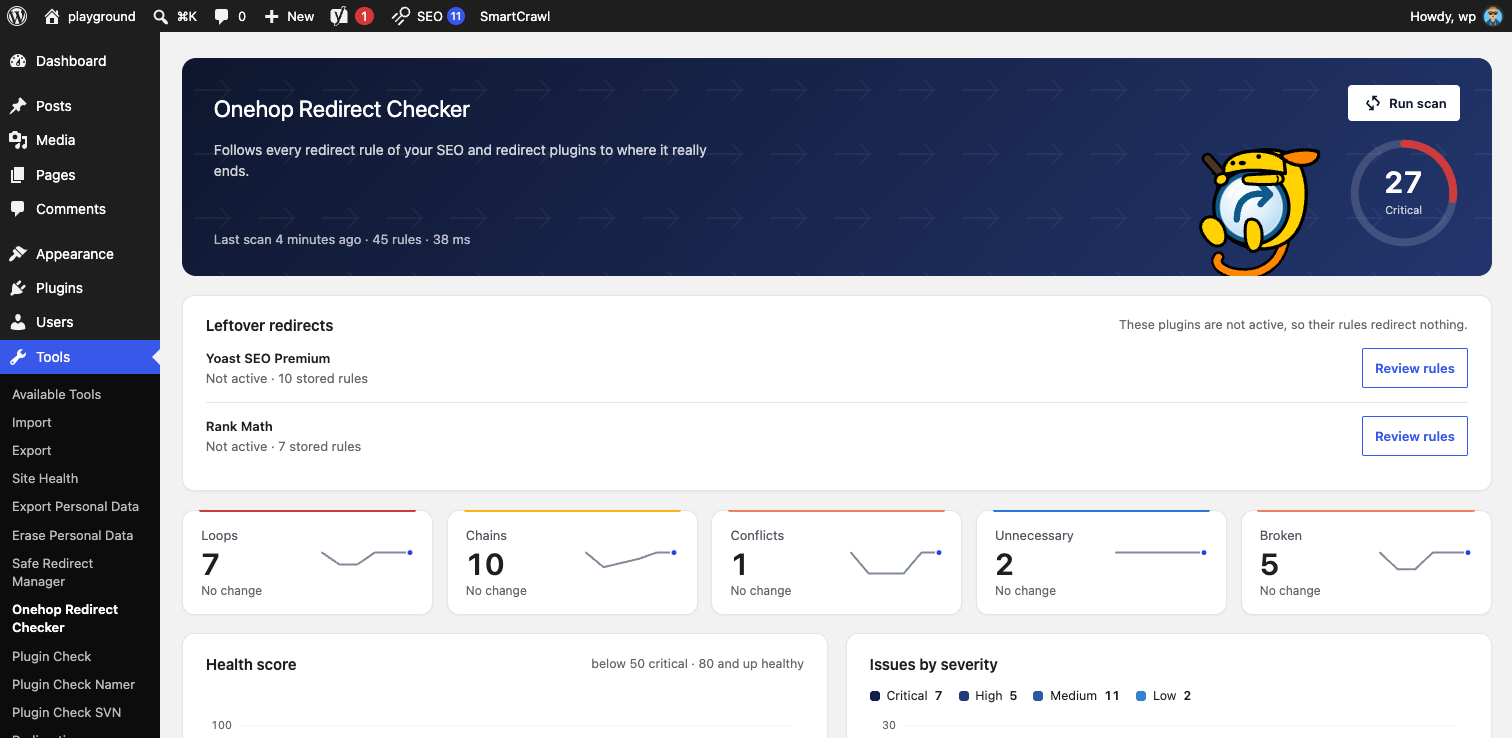 playground
⌘K
0
New
1
SEO
11
SmartCrawl
Howdy, wp
Dashboard
Posts
Media
Pages
Comments
Appearance
Plugins
Users
Tools
Available Tools
Import
Export
Site Health
Export Personal Data
Erase Personal Data
Safe Redirect
Manager
Onehop Redirect
Checker
Plugin Check
Plugin Check Namer
Plugin Check SVN
Onehop Redirect Checker
Run scan
Follows every redirect rule of your SEO and redirect plugins to where it really
ends.
27
Critical
Last scan 4 minutes ago · 45 rules · 38 ms
Leftover redirects
These plugins are not active, so their rules redirect nothing.
Yoast SEO Premium
Not active · 10 stored rules
Review rules
Rank Math
Not active · 7 stored rules
Review rules
Loops
7
No change
Chains
10
No change
Conflicts
1
No change
Unnecessary
2
No change
Broken
5
No change
Health score
below 50 critical · 80 and up healthy
100
Issues by severity
Critical 7 High 5 Medium 11 Low 2
30